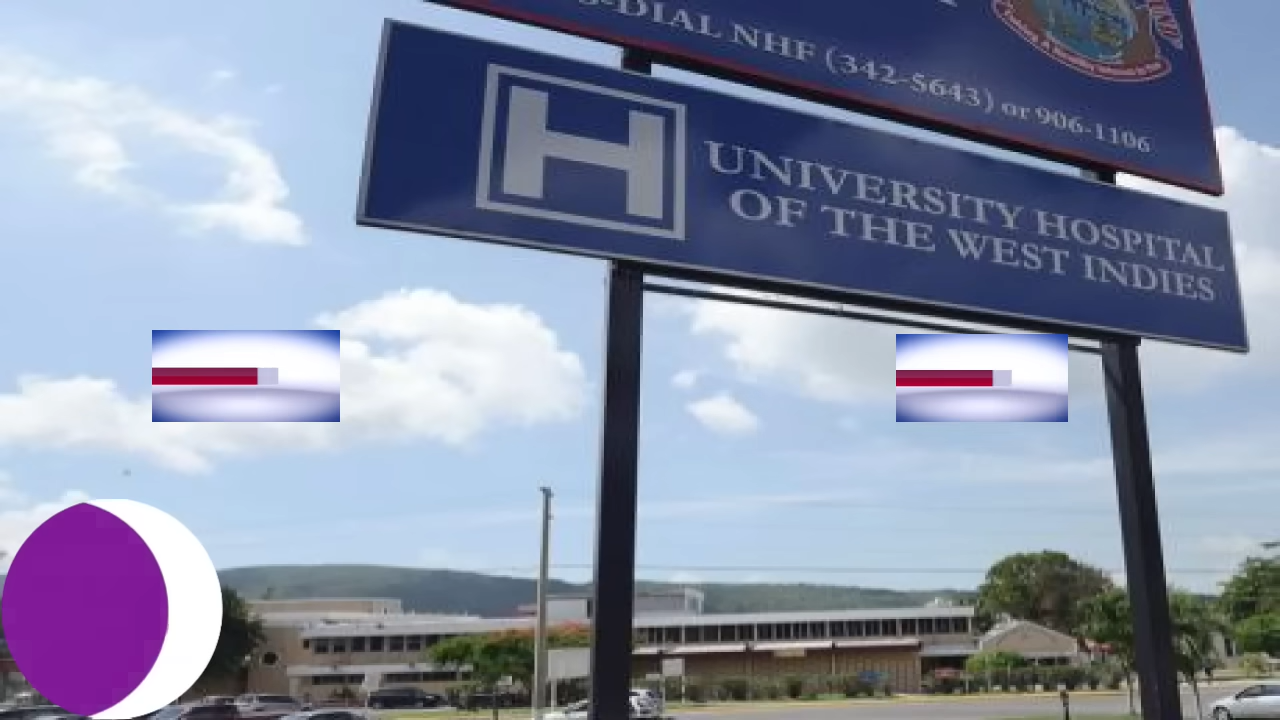 -DIAL NHF (342-5643) or 906-1106
H
UNIVERSITY HOSPITAL
OF THE WEST INDIES